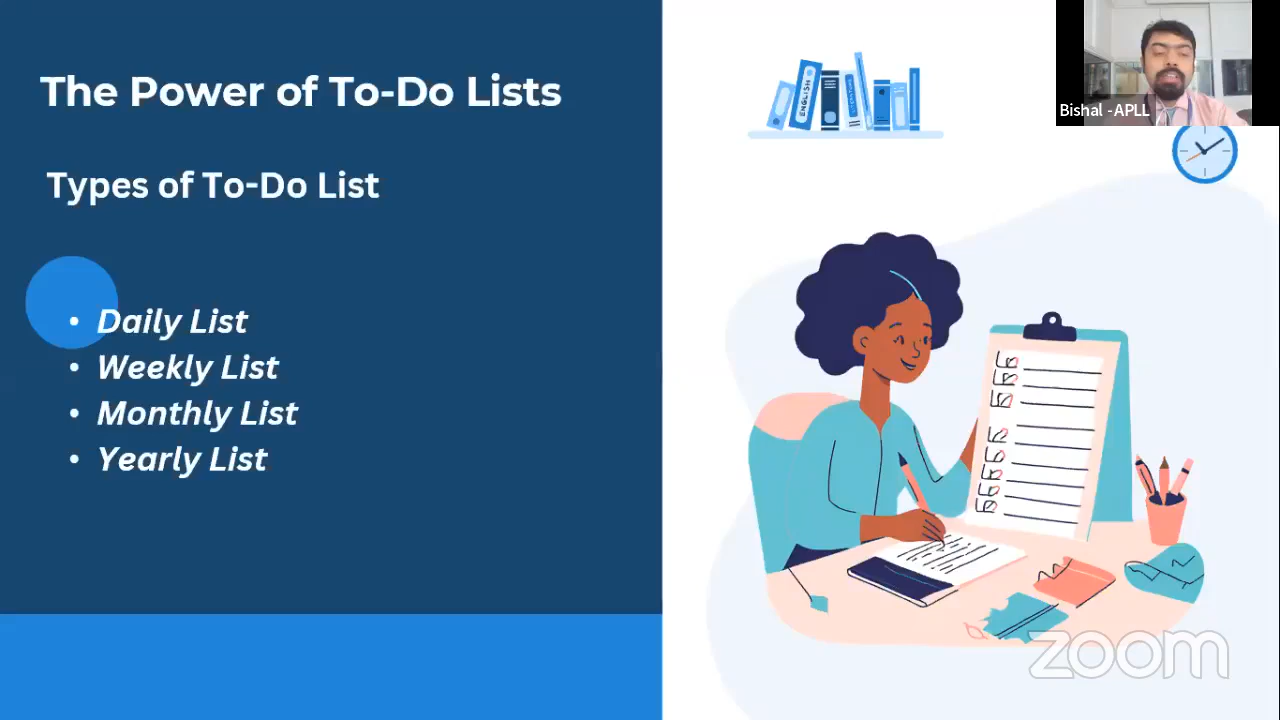 The Power of To-Do Lists
Types of To-Do List
• Daily List
• Weekly List
• Monthly List
• Yearly List
ENGLISH
Bishal -APLL
zoom